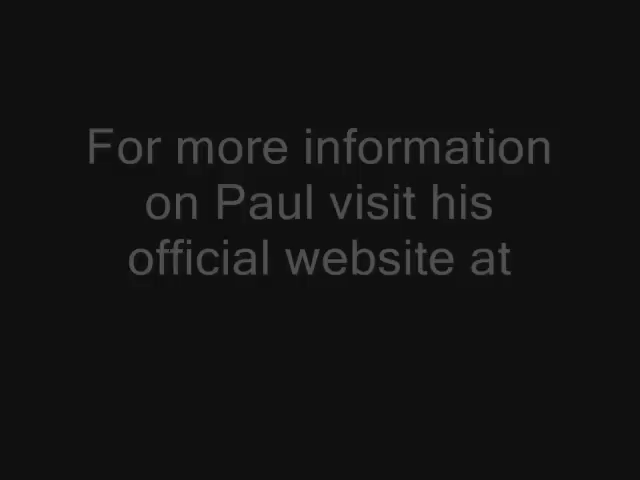 For more information
on Paul visit his
official website at